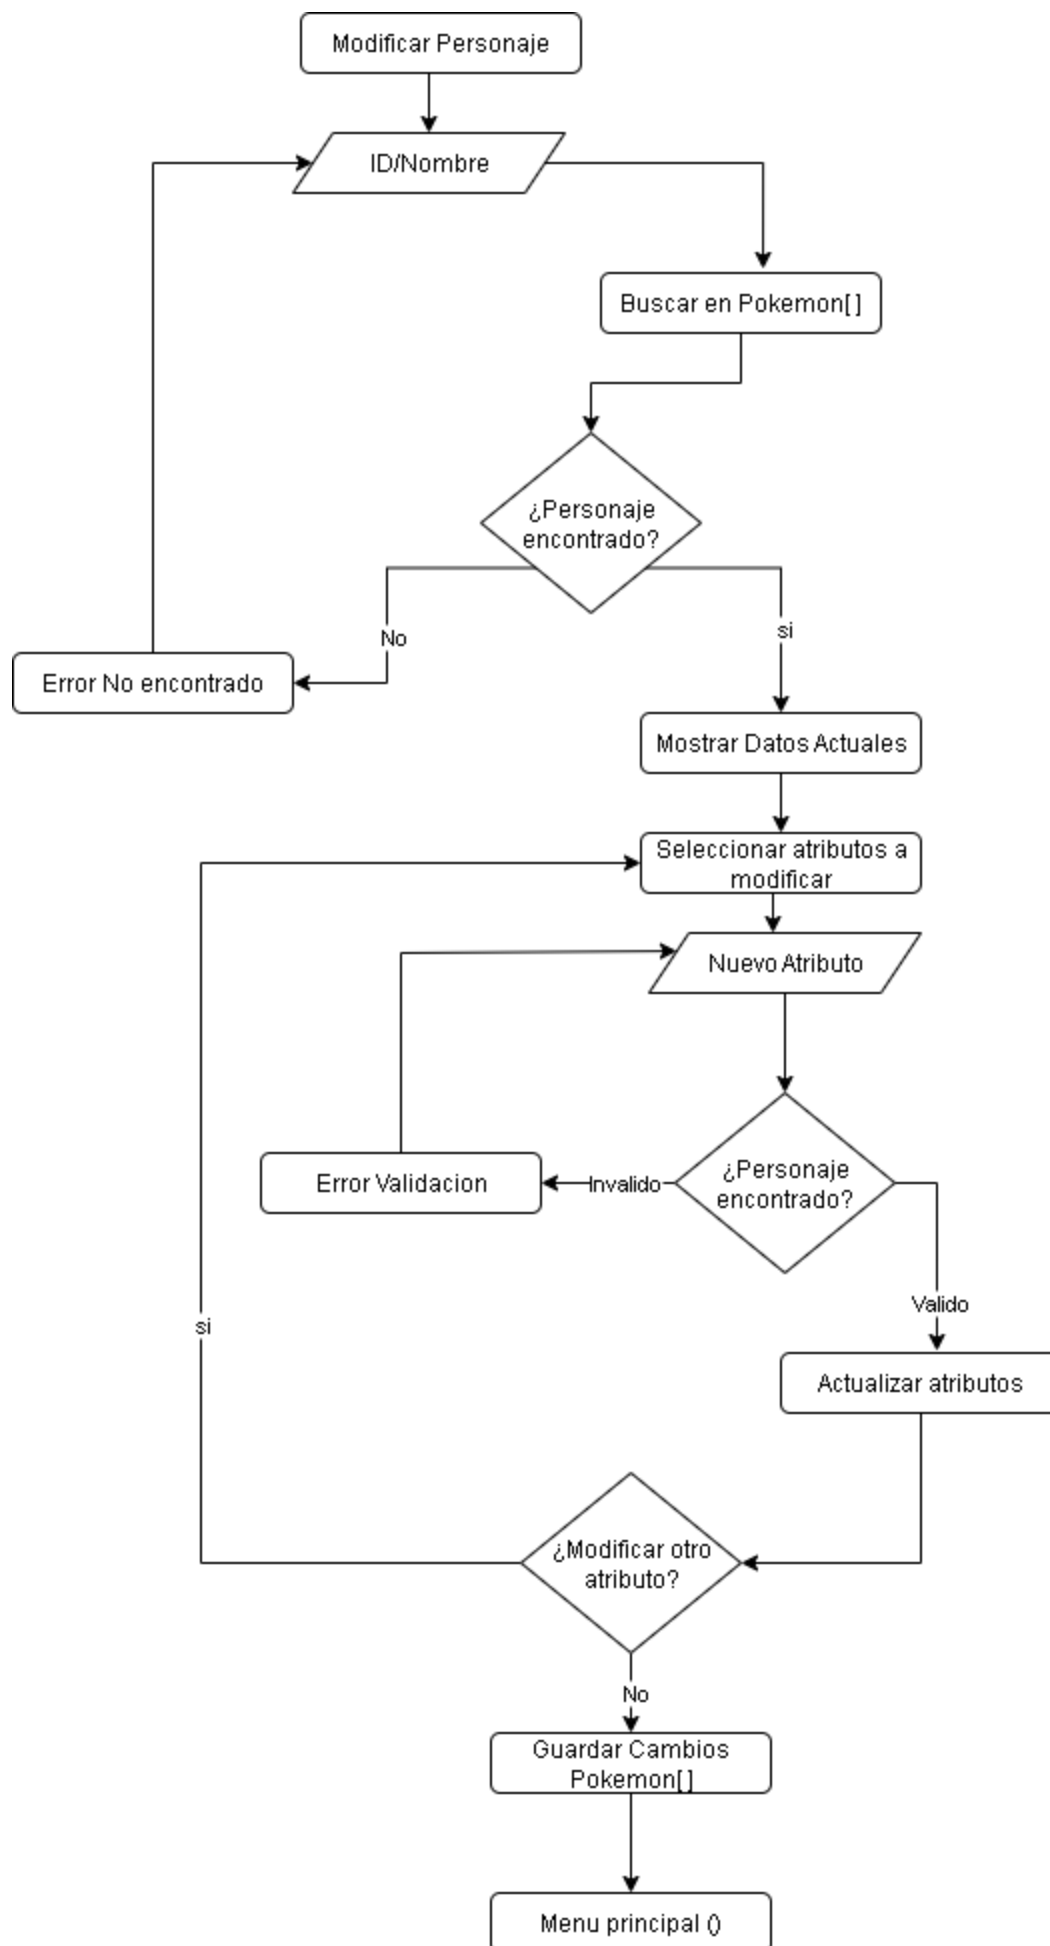 Modificar Personaje
ID/Nombre
Buscar en Pokemon[]
¿Personaje
encontrado?
No
si
Error No encontrado
Mostrar Datos Actuales
Seleccionar atributos a
modificar
Nuevo Atributo
¿Personaje
encontrado?
Invalido
Error Validacion
Valido
si
Actualizar atributos
¿Modificar otro
atributo?
No
Guardar Cambios
Pokemon[]
Menu principal ()